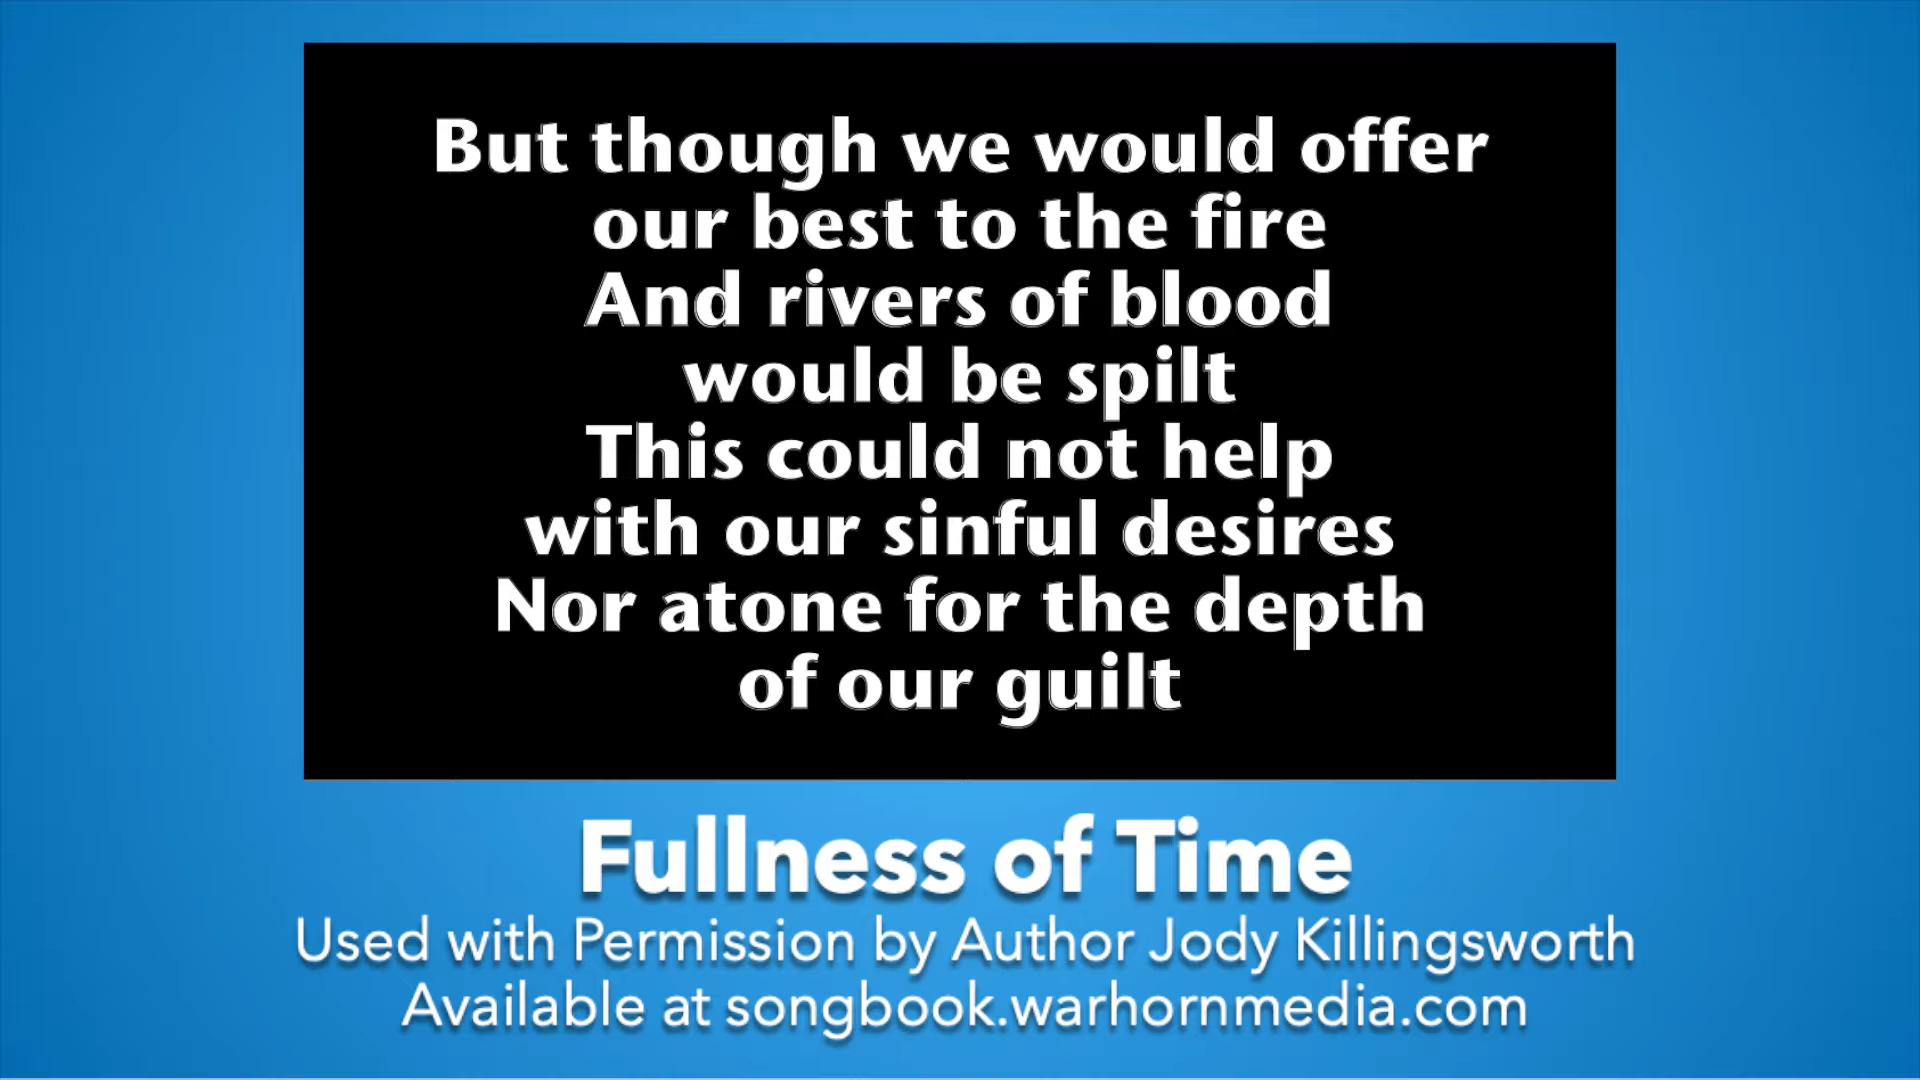 But though we would offer
our best to the fire
And rivers of blood
would be spilt
This could not help
with our sinful desires
Nor atone for the depth
of our guilt
Fullness of Time
Used with Permission by Author Jody Killingsworth
Available at songbook.warhornmedia.com